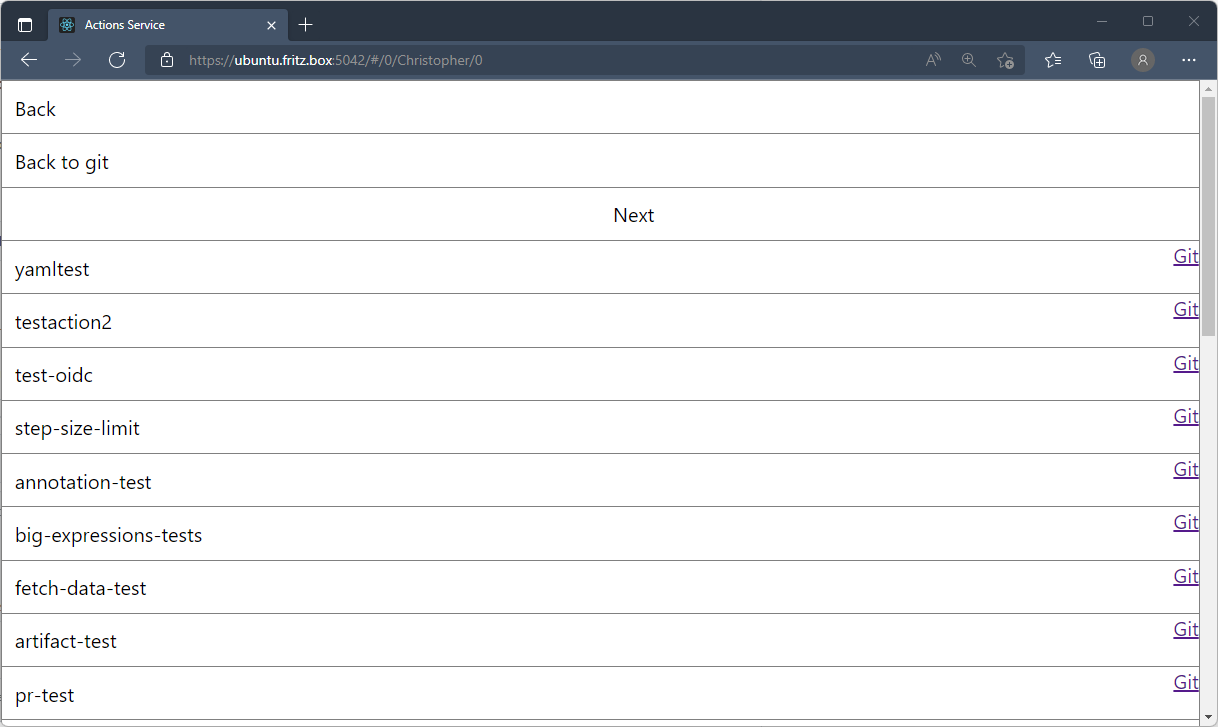 Actions Service
https://ubuntu.fritz.box:5042/#/0/Christopher/0
Back
Back to git
Next
yamltest Git
testaction2 Git
test-oidc Git
step-size-limit Git
annotation-test Git
big-expressions-tests Git
fetch-data-test Git
artifact-test Git
pr-test Git